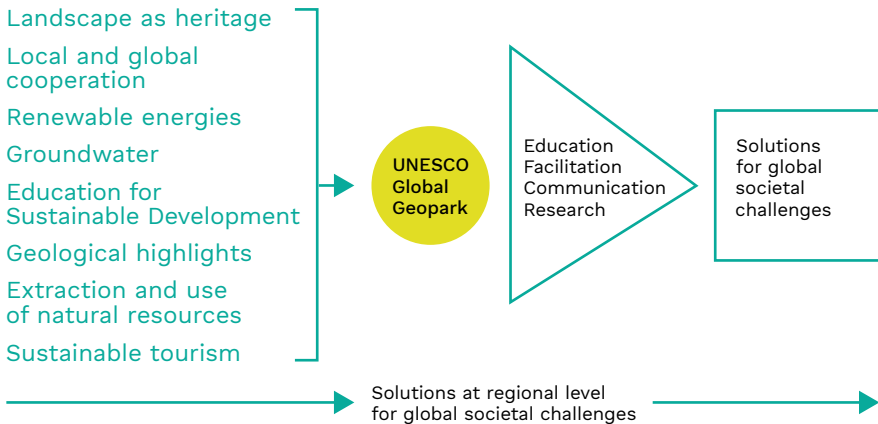 Landscape as heritage
Local and global
cooperation
Renewable energies
Groundwater
Education for
Sustainable Development
Geological highlights
Extraction and use
of natural resources
Sustainable tourism
UNESCO
Global
Geopark
Education
Facilitation
Communication
Research
Solutions
for global
societal
challenges
Solutions at regional level
for global societal challenges